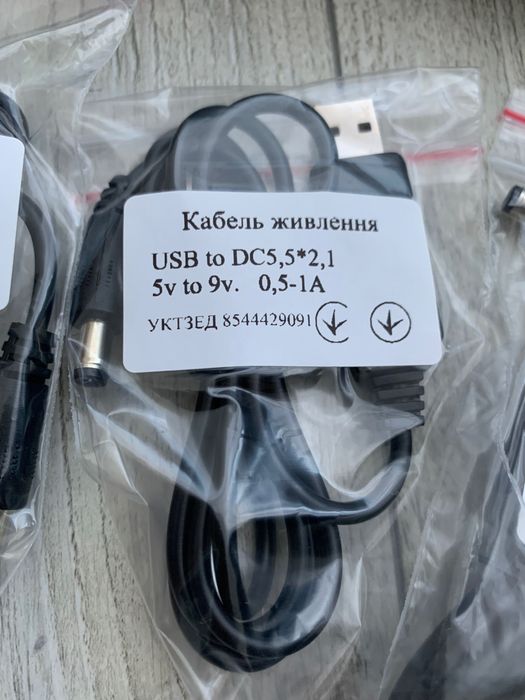 Кабель живлення
USB to DC5,5*2,1
5v to 9v. 0,5-1A
УКТЗЕД 8544429091